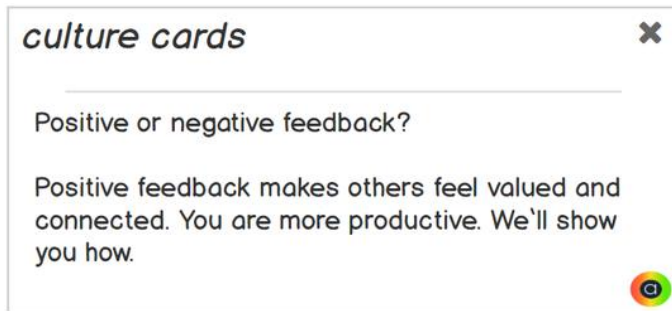 culture cards
Positive or negative feedback?
Positive feedback makes others feel valued and
connected. You are more productive. We`ll show
you how.
a